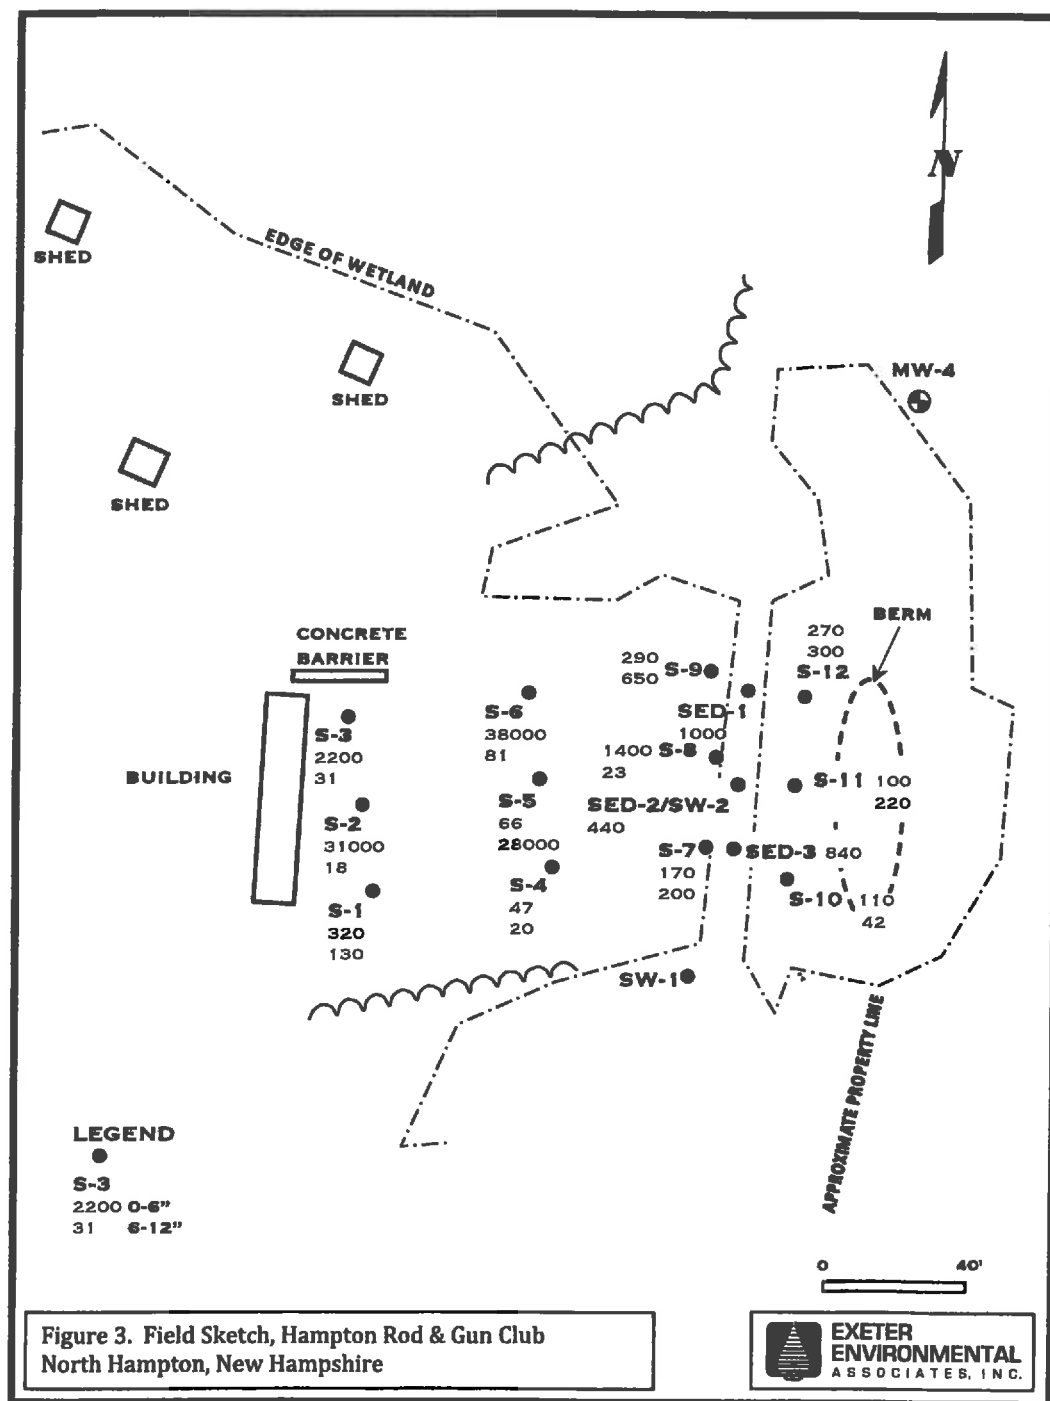 N
SHED
EDGE OF WETLAND
MW-4
SHED
SHED
BERM
CONCRETE
BARRIER
270
300
S-12
290
650
S-9
BUILDING
S-3
2200
31
S-6
38000
81
SED-1
1000
1400
23
S-8
S-11
100
220
S-2
31000
18
S-5
66
28000
SED-2/SW-2
440
S-7
170
200
SED-3 840
S-1
320
130
S-4
47
20
S-10
110
42
SW-1
APPROXIMATE PROPERTY LINE
LEGEND
S-3
2200 0-6"
31 6-12"
0 40'
Figure 3. Field Sketch, Hampton Rod & Gun Club
North Hampton, New Hampshire
EXETER
ENVIRONMENTAL
ASSOCIATES, INC.